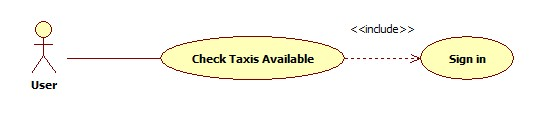 <<include>>
Check Taxis Available
Sign in
User